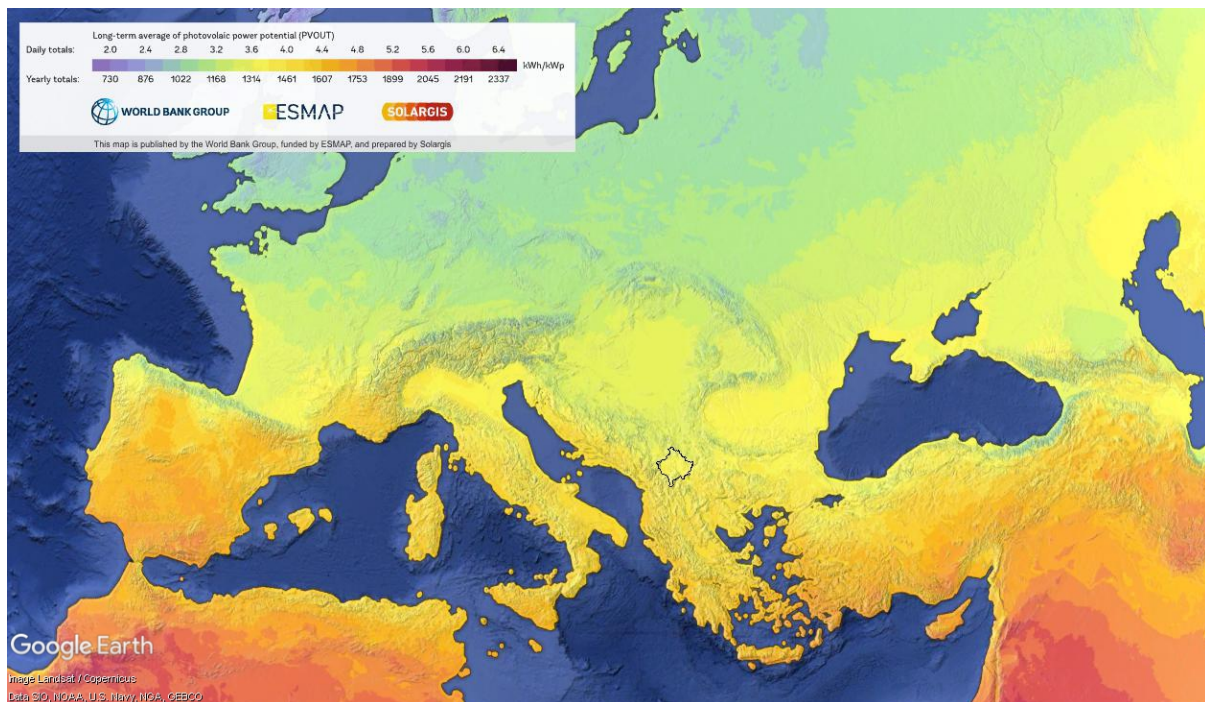 Long-term average of photovolaic power potential (PVOUT)
Daily totals: 2.0 2.4 2.8 3.2 3.6 4.0 4.4 4.8 5.2 5.6 6.0 6.4
kWh/kWp
Yearly totals: 730 876 1022 1168 1314 1461 1607 1753 1899 2045 2191 2337
WORLD BANK GROUP ESMAP SOLARGIS
This map is published by the World Bank Group, funded by ESMAP, and prepared by Solargis
Google Earth
Image Landsat / Copernicus
Data SIO, NOAA, U.S. Navy, NGA, GEBCO